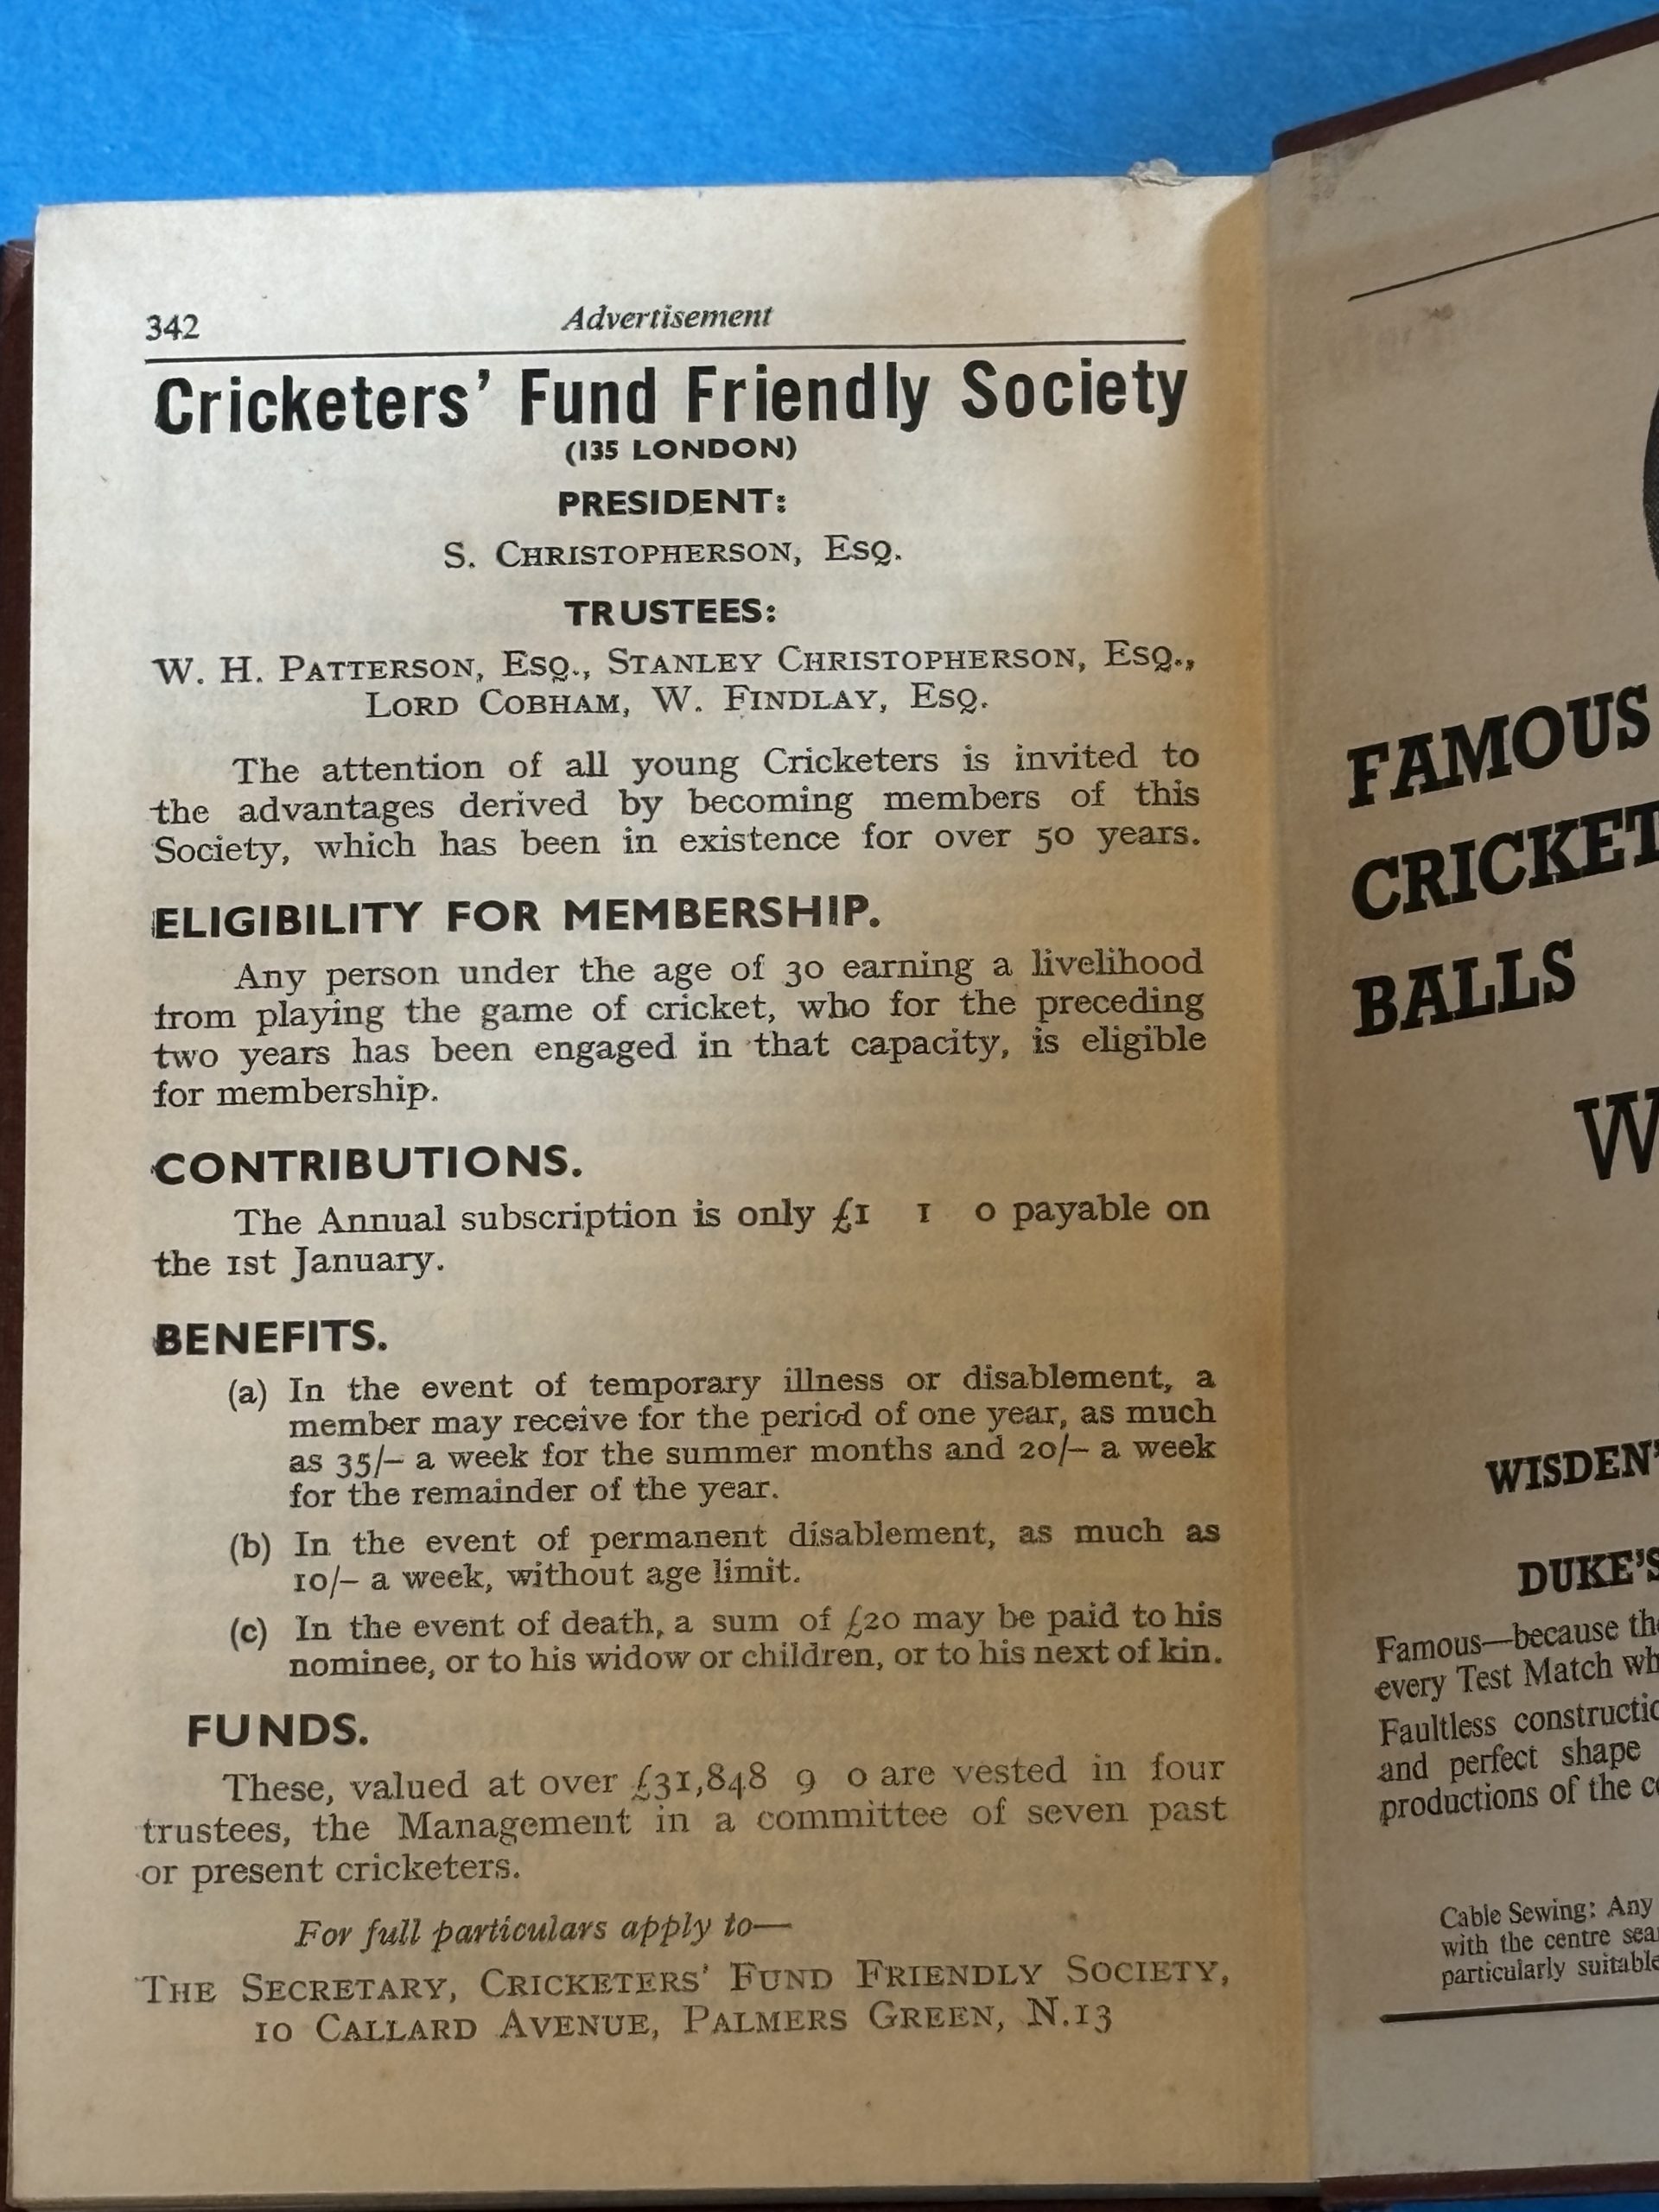 342
Advertisement
Cricketers' Fund Friendly Society
(135 LONDON)
PRESIDENT:
S. CHRISTOPHERSON, ESQ.
TRUSTEES:
W. H. PATTERSON, ESQ., STANLEY CHRISTOPHERSON, ESQ.,
LORD COBHAM, W. FINDLAY, ESQ.
The attention of all young Cricketers is invited to
the advantages derived by becoming members of this
Society, which has been in existence for over 50 years.
ELIGIBILITY FOR MEMBERSHIP.
Any person under the age of 30 earning a livelihood
from playing the game of cricket, who for the preceding
two years has been engaged in that capacity, is eligible
for membership.
CONTRIBUTIONS.
The Annual subscription is only £1 1 0 payable on
the 1st January.
BENEFITS.
(a) In the event of temporary illness or disablement, a
member may receive for the period of one year, as much
as 35/– a week for the summer months and 20/– a week
for the remainder of the year.
(b) In the event of permanent disablement, as much as
10/– a week, without age limit.
(c) In the event of death, a sum of £20 may be paid to his
nominee, or to his widow or children, or to his next of kin.
FUNDS.
These, valued at over £31,848 9 0 are vested in four
trustees, the Management in a committee of seven past
or present cricketers.
For full particulars apply to—
THE SECRETARY, CRICKETERS' FUND FRIENDLY SOCIETY,
10 CALLARD AVENUE, PALMERS GREEN, N.13
FAMOUS
CRICKET
BALLS
W
WISDEN'
DUKE'S
Famous—because
every Test Match
Faultless
and perfect shape
productions of the
Cable Sewing: Any
with the centre
particularly